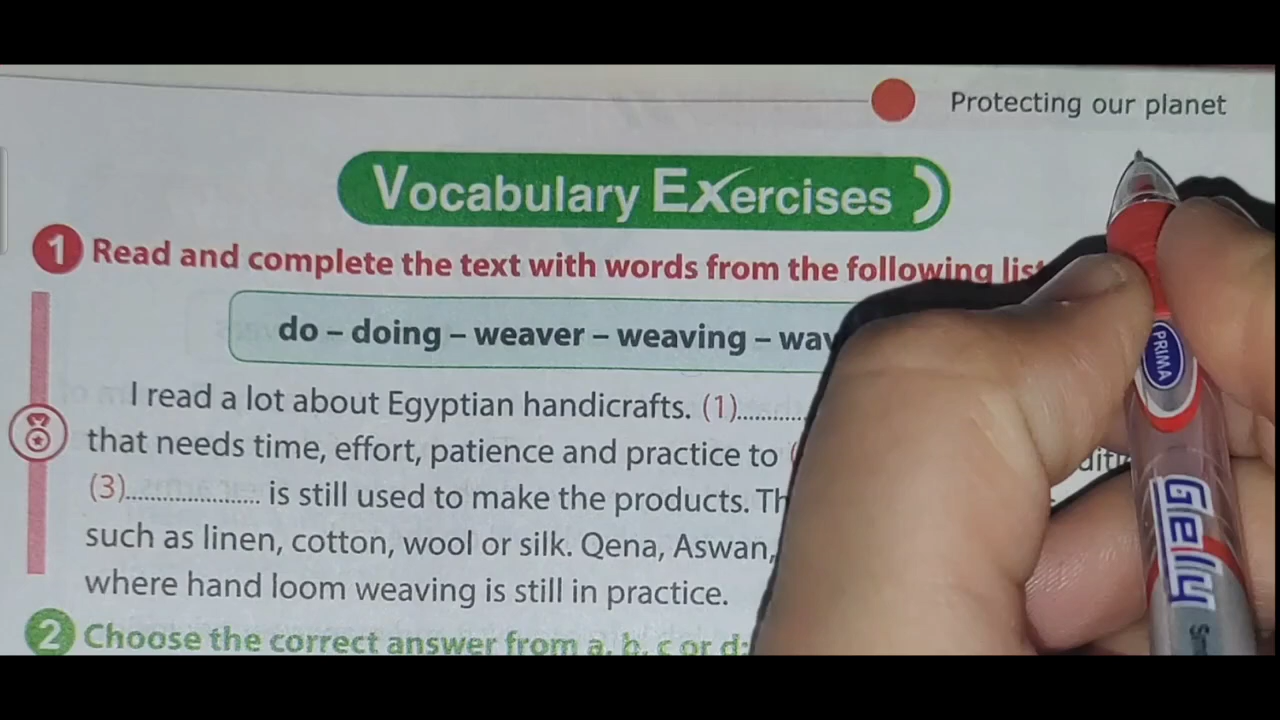 Protecting our planet
Vocabulary Exercises
1 Read and complete the text with words from the following
do – doing – weaver – weaving –
I read a lot about Egyptian handicrafts. (1)..........
that needs time, effort, patience and practice to
(3).................... is still used to make the products.
such as linen, cotton, wool or silk. Qena, Aswan,
where hand loom weaving is still in practice.
2 Choose the correct answer from a, b, c or d:
PRIMA
Gelly